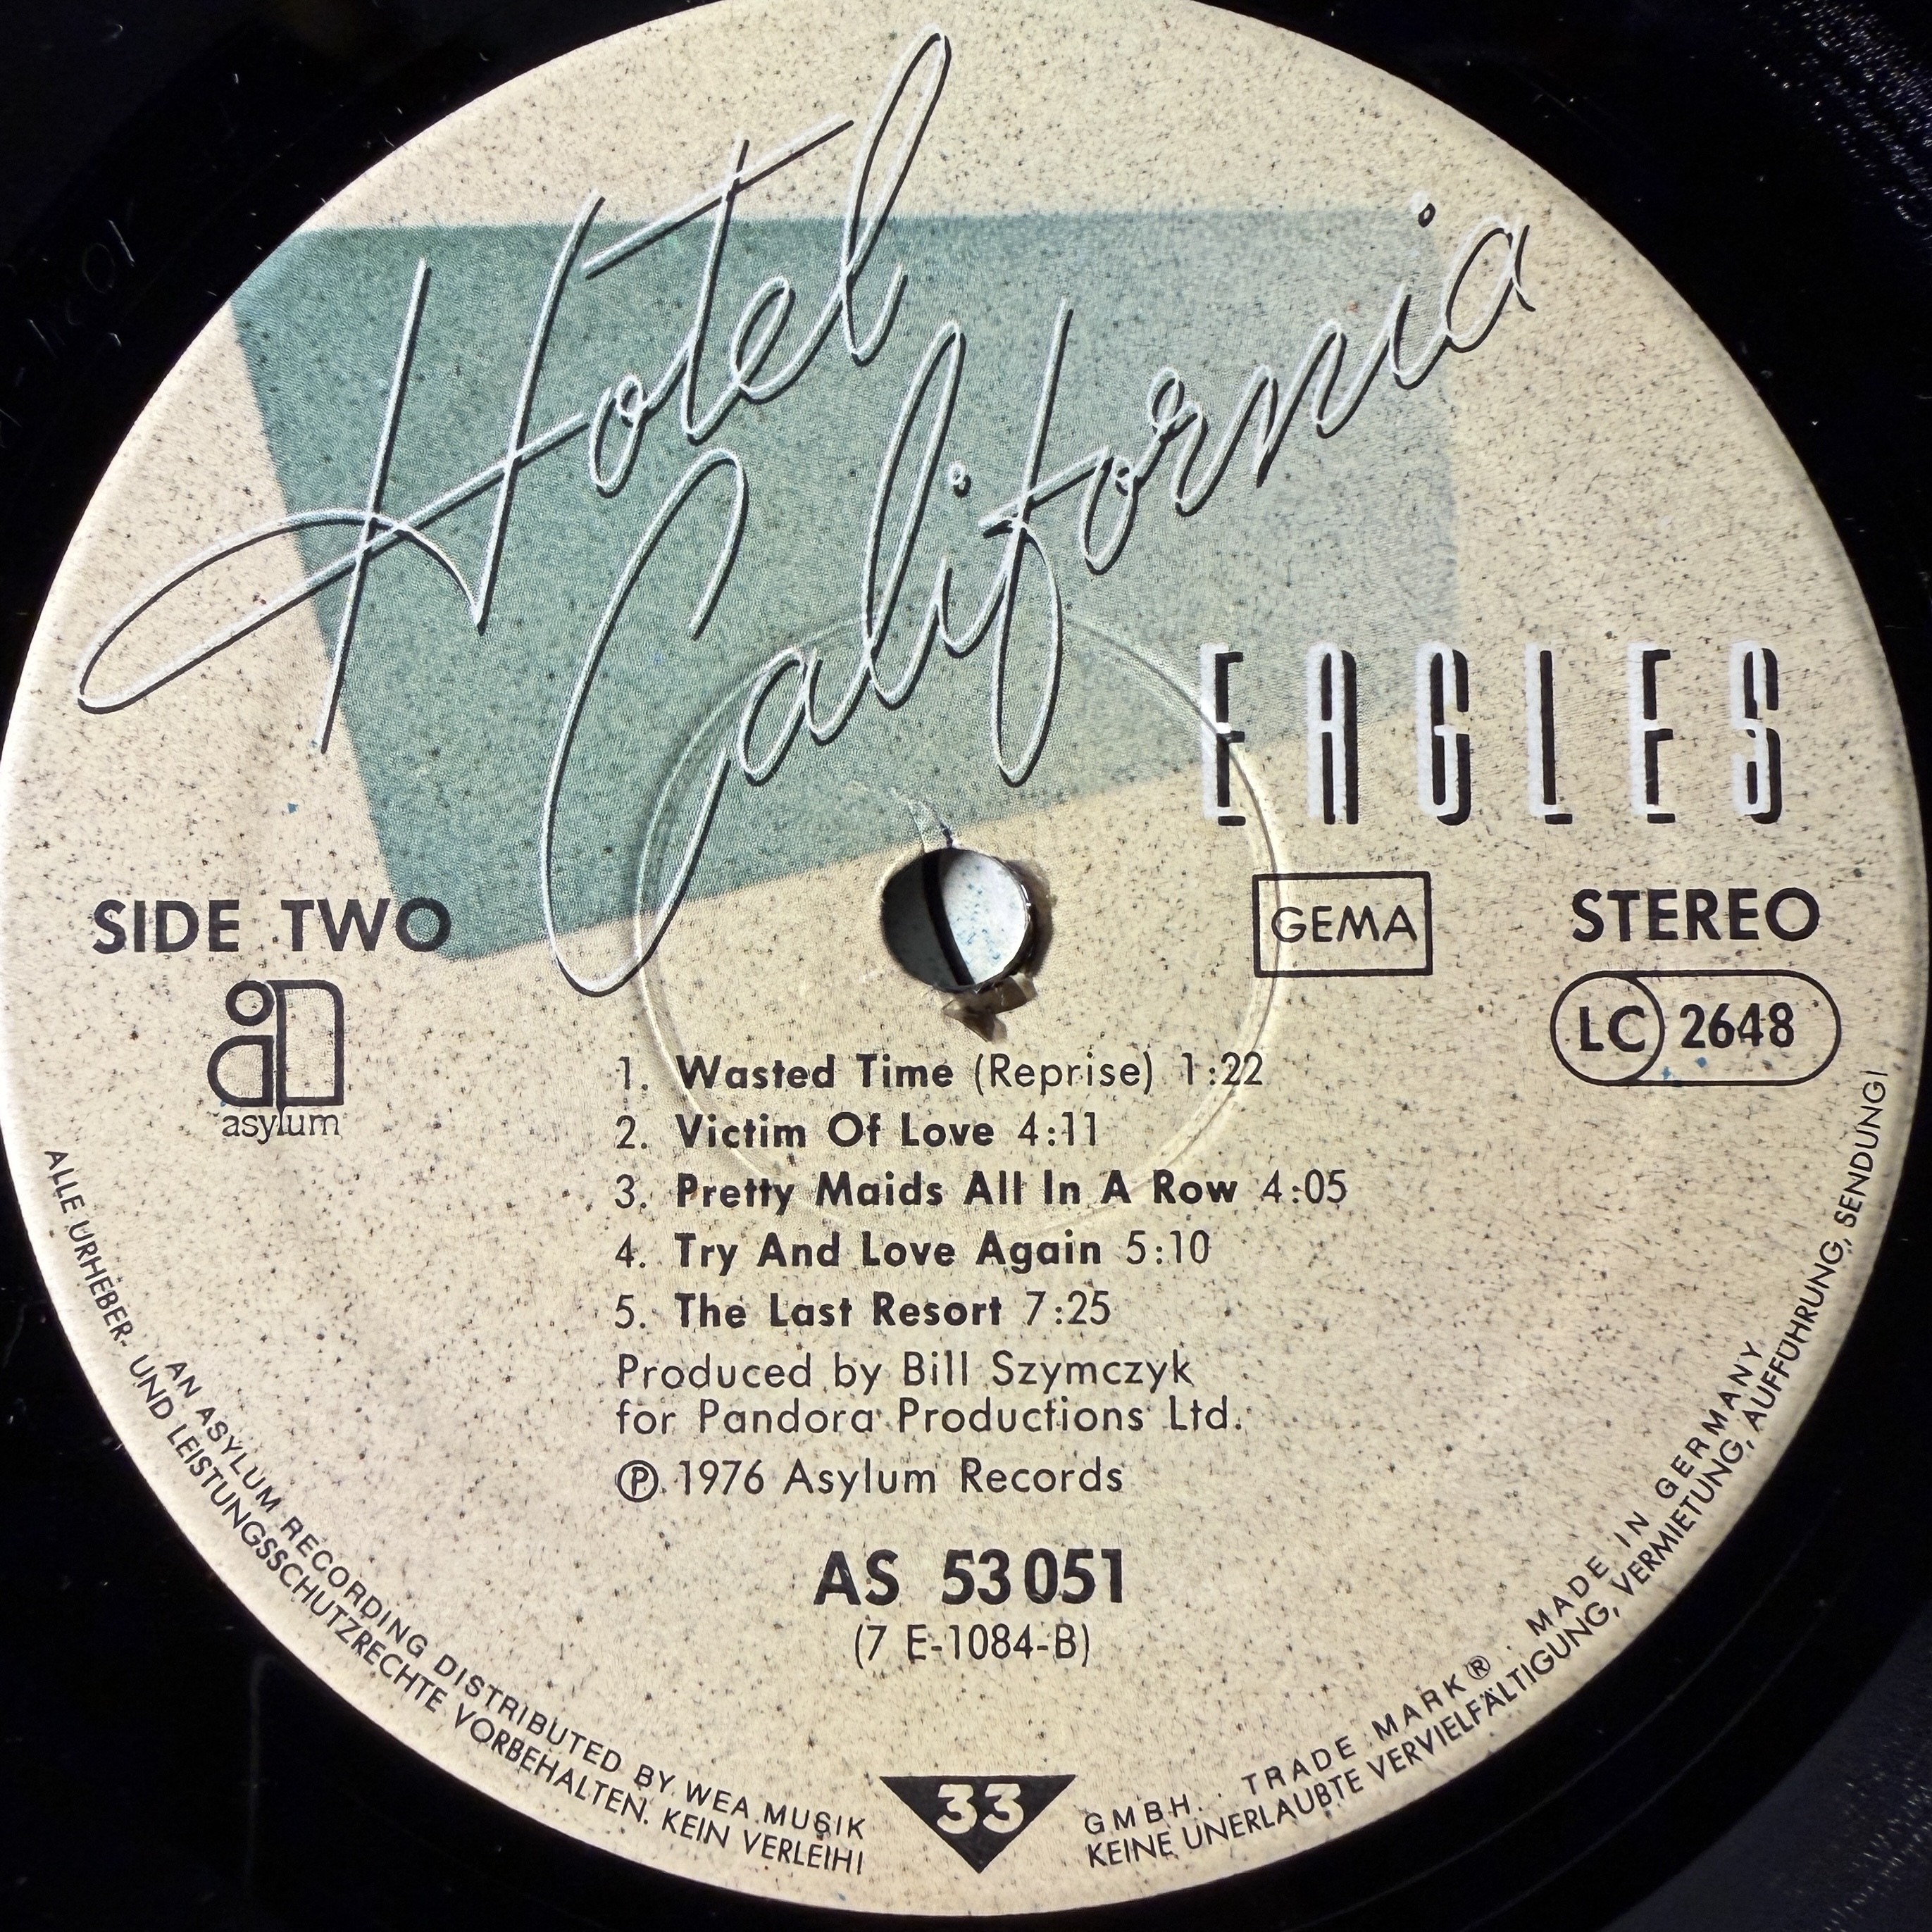 Hotel
California
EAGLES
SIDE TWO
GEMA
STEREO
LC 2648
asylum
1. Wasted Time (Reprise) 1:22
2. Victim Of Love 4:11
3. Pretty Maids All In A Row 4:05
4. Try And Love Again 5:10
5. The Last Resort 7:25
Produced by Bill Szymczyk
for Pandora Productions Ltd.
Ⓟ 1976 Asylum Records
AS 53 051
(7 E-1084-B)
33
AN ASYLUM RECORDING DISTRIBUTED BY WEA MUSIK GMBH. . TRADE MARK®. MADE IN GERMANY
ALLE URHEBER- UND LEISTUNGSSCHUTZRECHTE VORBEHALTEN. KEIN VERLEIH! KEINE UNERLAUBTE VERVIELFÄLTIGUNG, VERMIETUNG, AUFFÜHRUNG, SENDUNG!